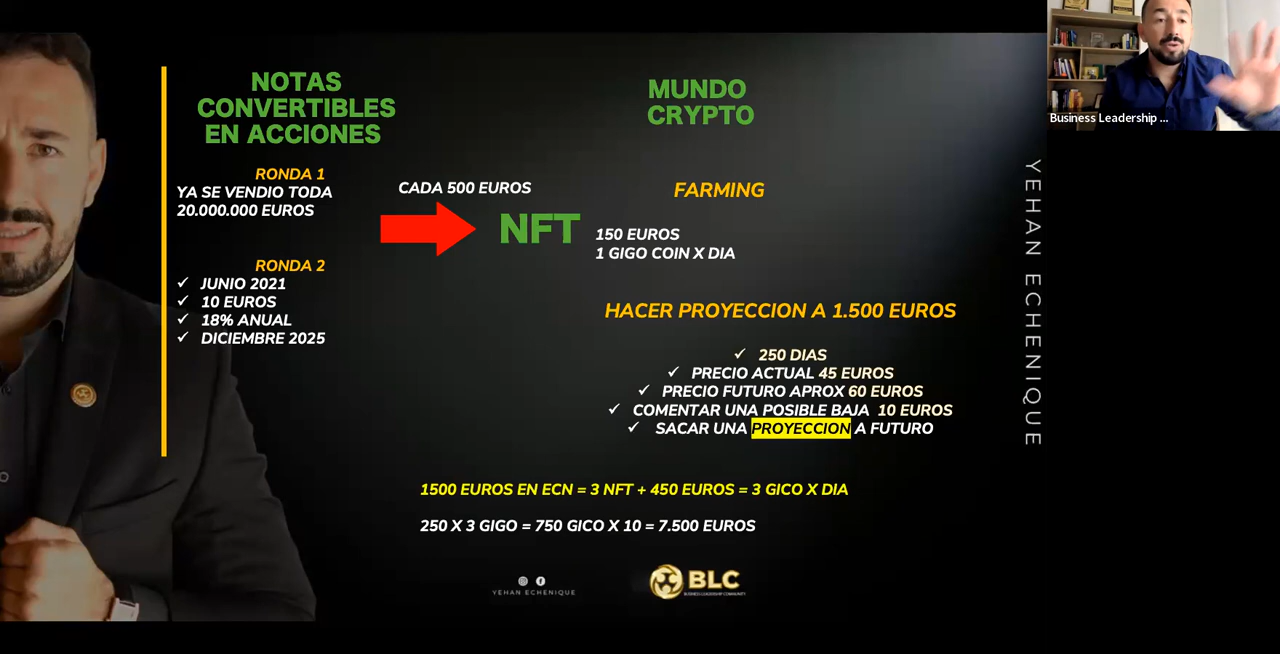 NOTAS
CONVERTIBLES
EN ACCIONES
RONDA 1
YA SE VENDIO TODA
20.000.000 EUROS
RONDA 2
✓ JUNIO 2021
✓ 10 EUROS
✓ 18% ANUAL
✓ DICIEMBRE 2025
CADA 500 EUROS
NFT
MUNDO
CRYPTO
FARMING
150 EUROS
1 GIGO COIN X DIA
HACER PROYECCION A 1.500 EUROS
✓ 250 DIAS
✓ PRECIO ACTUAL 45 EUROS
✓ PRECIO FUTURO APROX 60 EUROS
✓ COMENTAR UNA POSIBLE BAJA 10 EUROS
✓ SACAR UNA PROYECCION A FUTURO
1500 EUROS EN ECN = 3 NFT + 450 EUROS = 3 GICO X DIA
250 X 3 GIGO = 750 GICO X 10 = 7.500 EUROS
YEHAN ECHENIQUE
BLC
BUSINESS LEADERSHIP COMMUNITY
YEHAN ECHENIQUE
Business Leadership ...